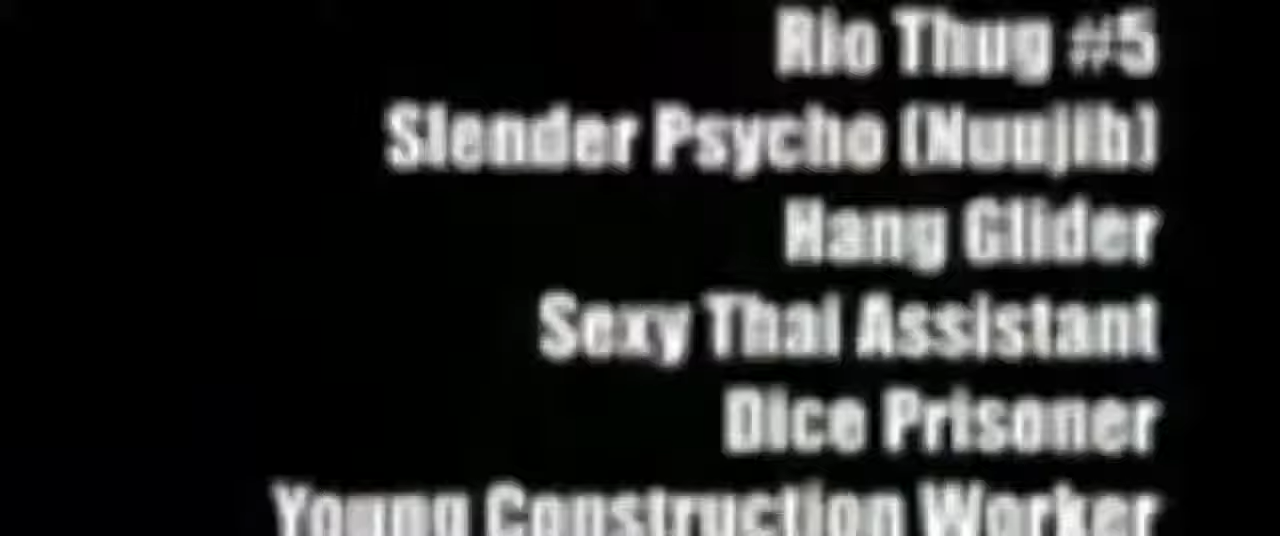 Rio Thug #5
Slender Psycho (Nuujib)
Hang Glider
Sexy Thai Assistant
Dice Prisoner
Young Construction Worker